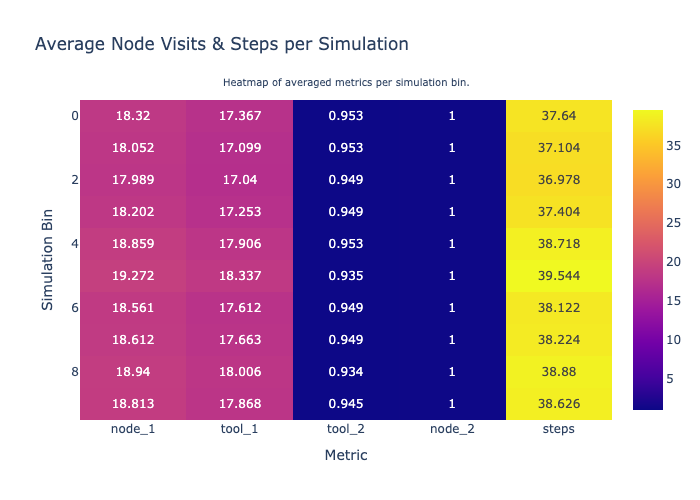 Average Node Visits & Steps per Simulation
Heatmap of averaged metrics per simulation bin.
0 18.32 17.367 0.953 1 37.64
18.052 17.099 0.953 1 37.104
2 17.989 17.04 0.949 1 36.978
18.202 17.253 0.949 1 37.404
4 18.859 17.906 0.953 1 38.718
19.272 18.337 0.935 1 39.544
6 18.561 17.612 0.949 1 38.122
18.612 17.663 0.949 1 38.224
8 18.94 18.006 0.934 1 38.88
18.813 17.868 0.945 1 38.626
node_1 tool_1 tool_2 node_2 steps
Metric
Simulation Bin
35
30
25
20
15
10
5